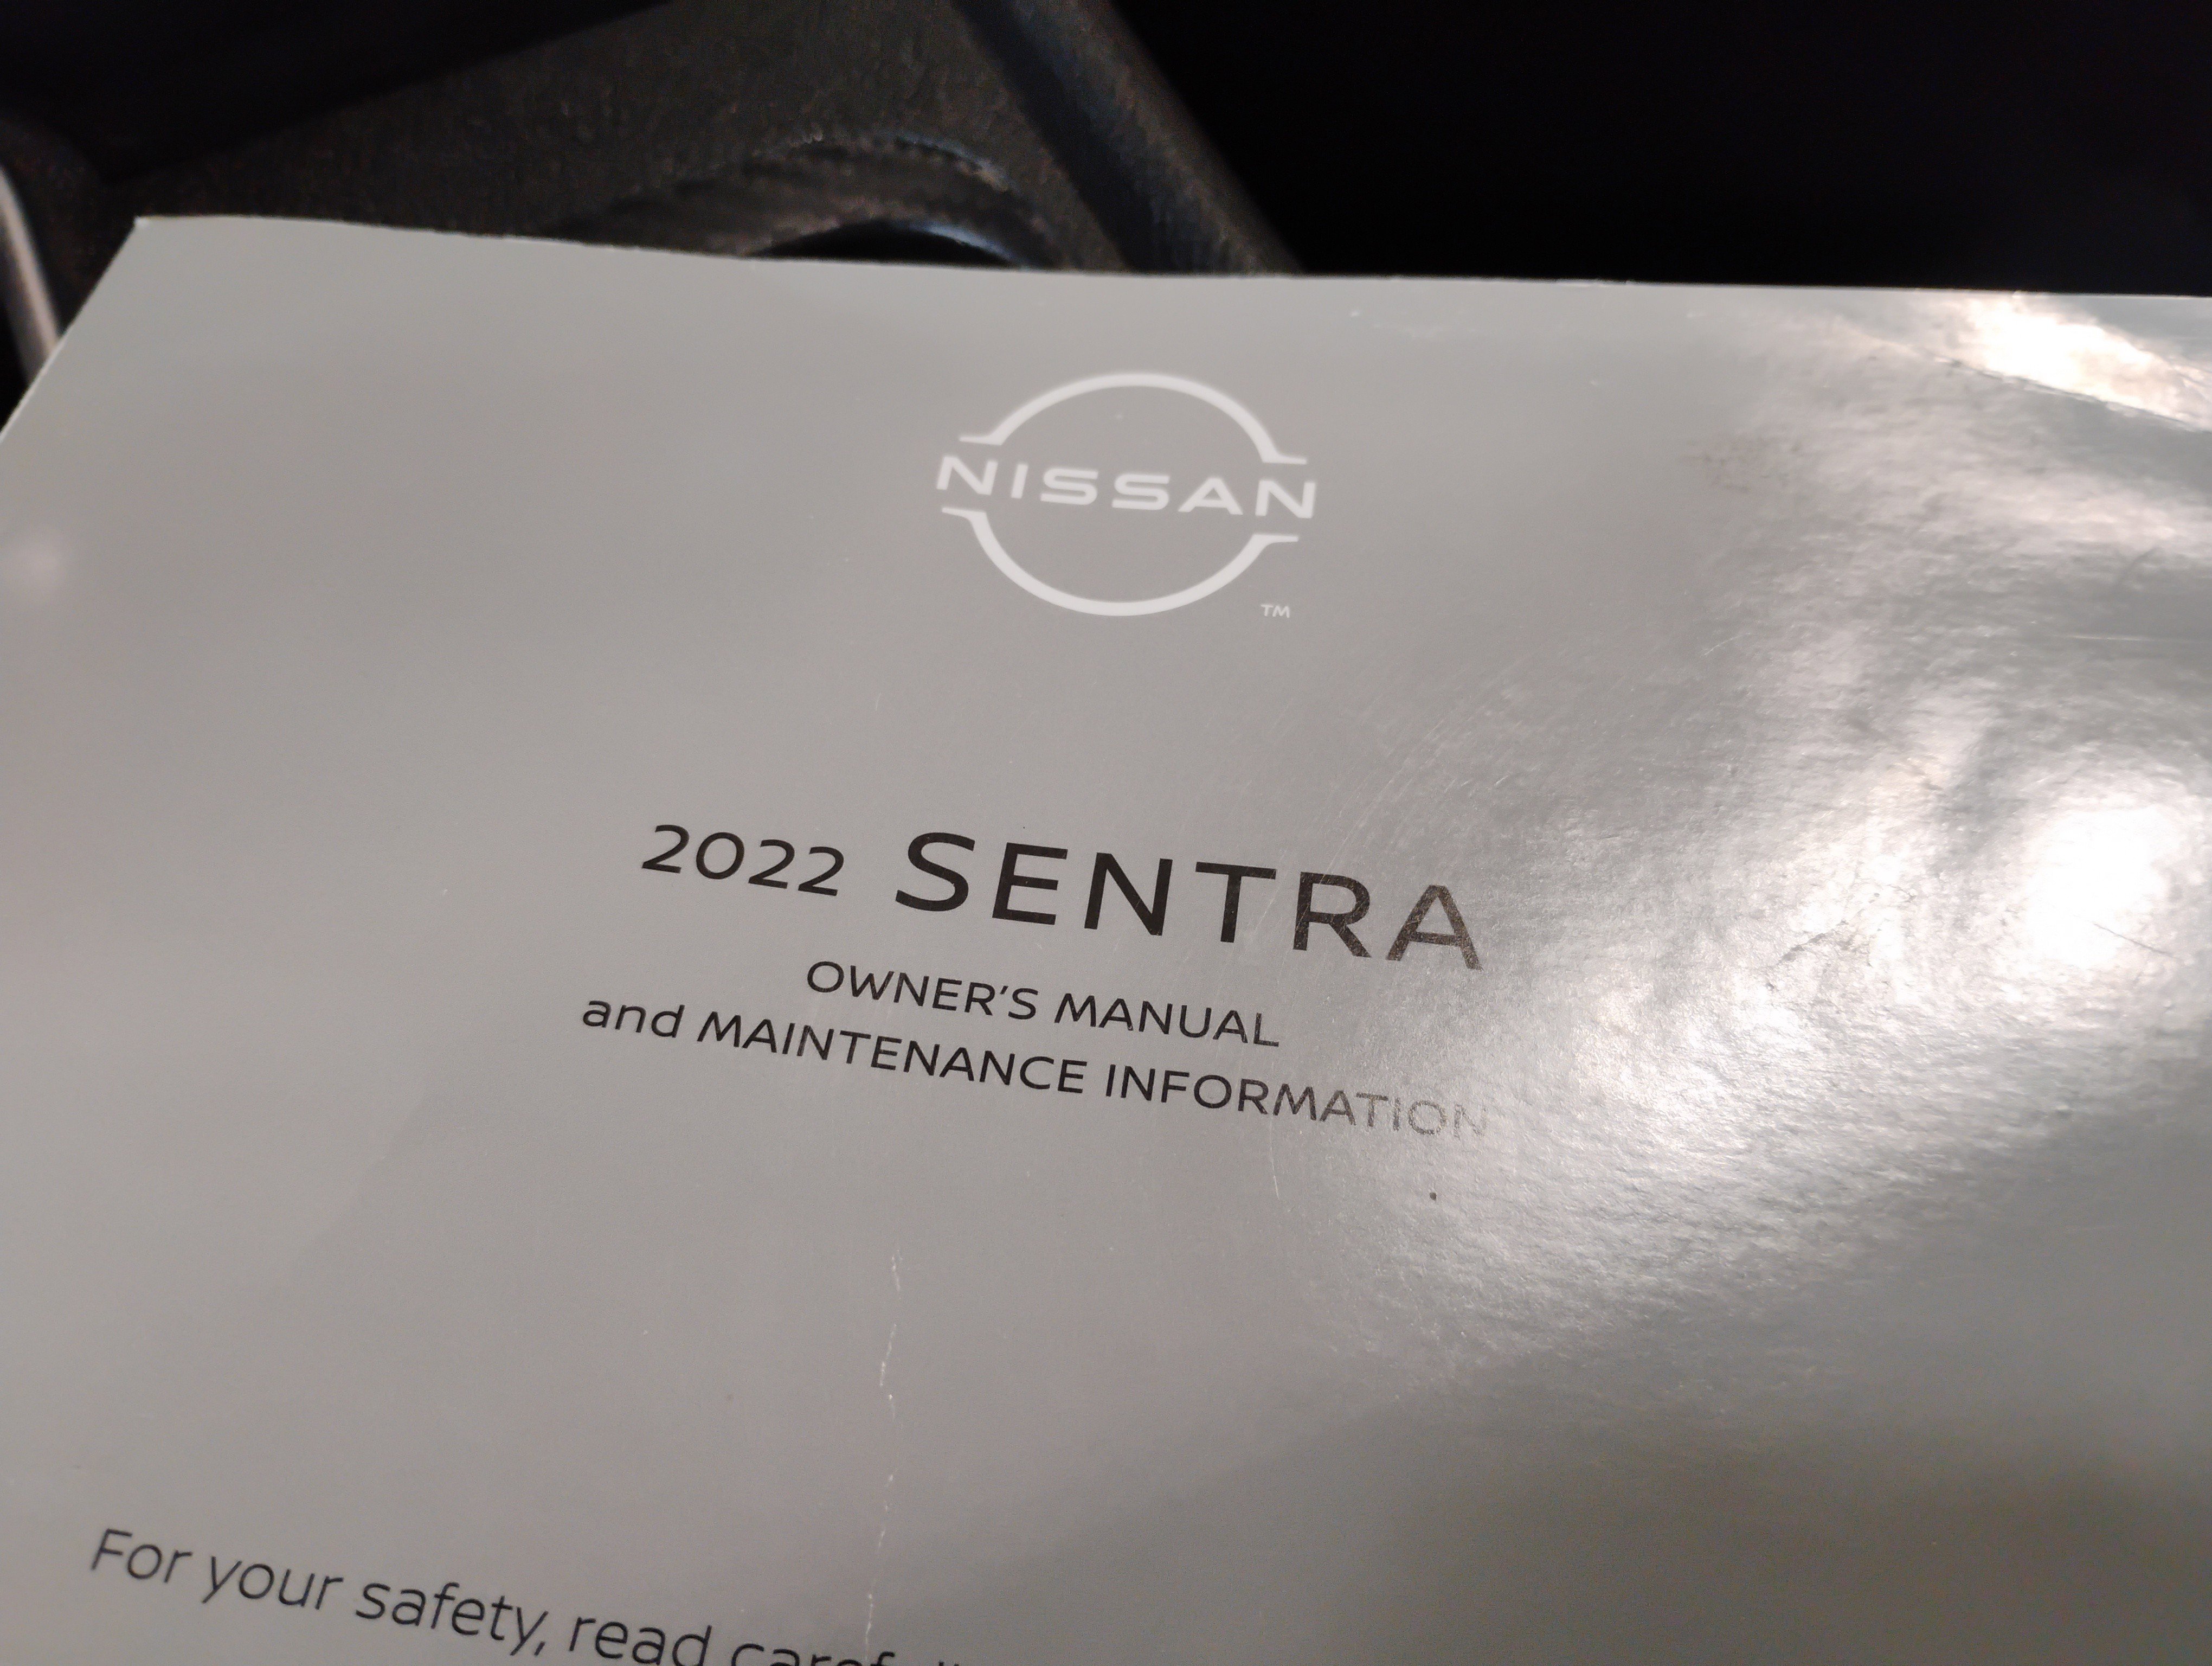 NISSAN
TM
2022 SENTRA
OWNER'S MANUAL
and MAINTENANCE INFORMATION
For your safety, read